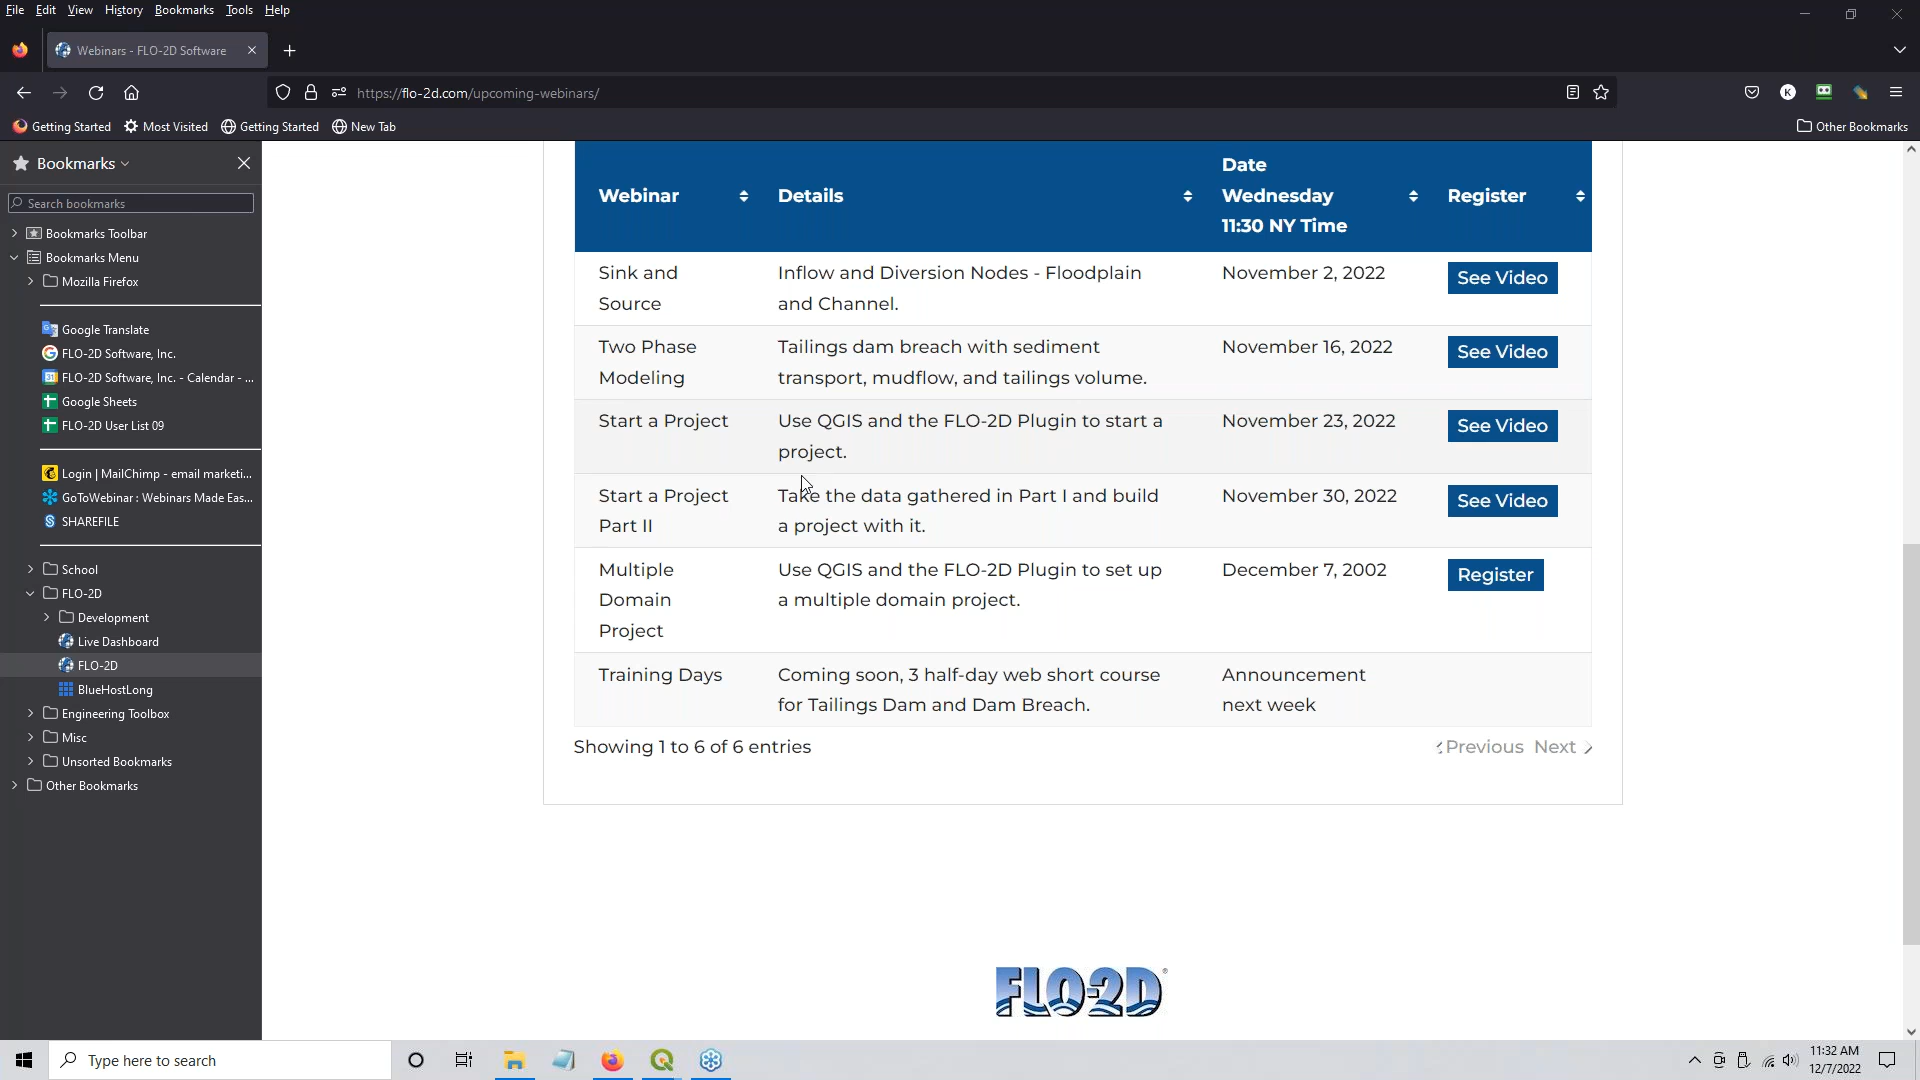 File Edit View History Bookmarks Tools Help
Webinars - FLO-2D Software
https://flo-2d.com/upcoming-webinars/
Getting Started Most Visited Getting Started New Tab Other Bookmarks
Bookmarks
Search bookmarks
Bookmarks Toolbar
Bookmarks Menu
Mozilla Firefox
Google Translate
FLO-2D Software, Inc.
FLO-2D Software, Inc. - Calendar - ...
Google Sheets
FLO-2D User List 09
Login | MailChimp - email marketi...
GoToWebinar : Webinars Made Eas...
SHAREFILE
School
FLO-2D
Development
Live Dashboard
FLO-2D
BlueHostLong
Engineering Toolbox
Misc
Unsorted Bookmarks
Other Bookmarks
Webinar Details Date Wednesday 11:30 NY Time Register
Sink and Inflow and Diversion Nodes - Floodplain November 2, 2022 See Video
Source and Channel.
Two Phase Tailings dam breach with sediment November 16, 2022 See Video
Modeling transport, mudflow, and tailings volume.
Start a Project Use QGIS and the FLO-2D Plugin to start a November 23, 2022 See Video
project.
Start a Project Take the data gathered in Part I and build November 30, 2022 See Video
Part II a project with it.
Multiple Use QGIS and the FLO-2D Plugin to set up December 7, 2002 Register
Domain a multiple domain project.
Project
Training Days Coming soon, 3 half-day web short course Announcement
for Tailings Dam and Dam Breach. next week
Showing 1 to 6 of 6 entries Previous Next
FLO-2D®
Type here to search
11:32 AM
12/7/2022